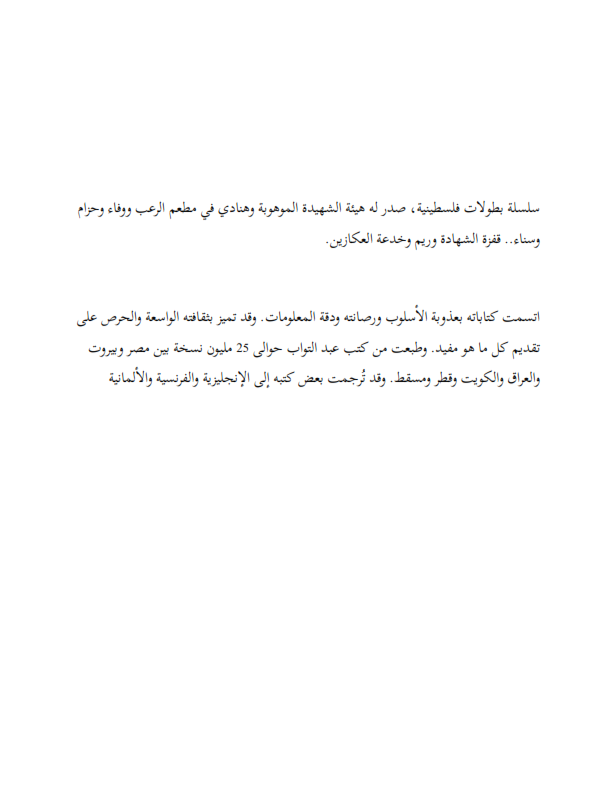 سلسلة بطولات فلسطينية، صدر له هيئة الشهيدة الموهوبة وهنادي في مطعم الرعب ووفاء وحزام
وسناء.. قفزة الشهادة وريم وخدعة العكازين.
اتسمت كتاباته بعذوبة الأسلوب ورصانته ودقة المعلومات. وقد تميز بثقافته الواسعة والحرص على
تقديم كل ما هو مفيد. وطبعت من كتب عبد التواب حوالى 25 مليون نسخة بين مصر وبيروت
والعراق والكويت وقطر ومسقط. وقد تُرجمت بعض كتبه إلى الإنجليزية والفرنسية والألمانية